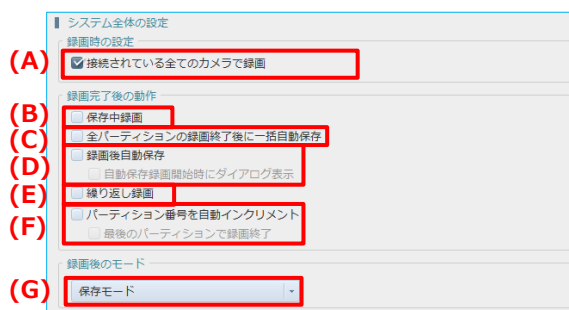 システム全体の設定
録画時の設定
(A) 接続されている全てのカメラで録画
録画完了後の動作
(B) 保存中録画
(C) 全パーティションの録画終了後に一括自動保存
(D) 録画後自動保存
自動保存録画開始時にダイアログ表示
(E) 繰り返し録画
(F) パーティション番号を自動インクリメント
最後のパーティションで録画終了
録画後のモード
(G) 保存モード